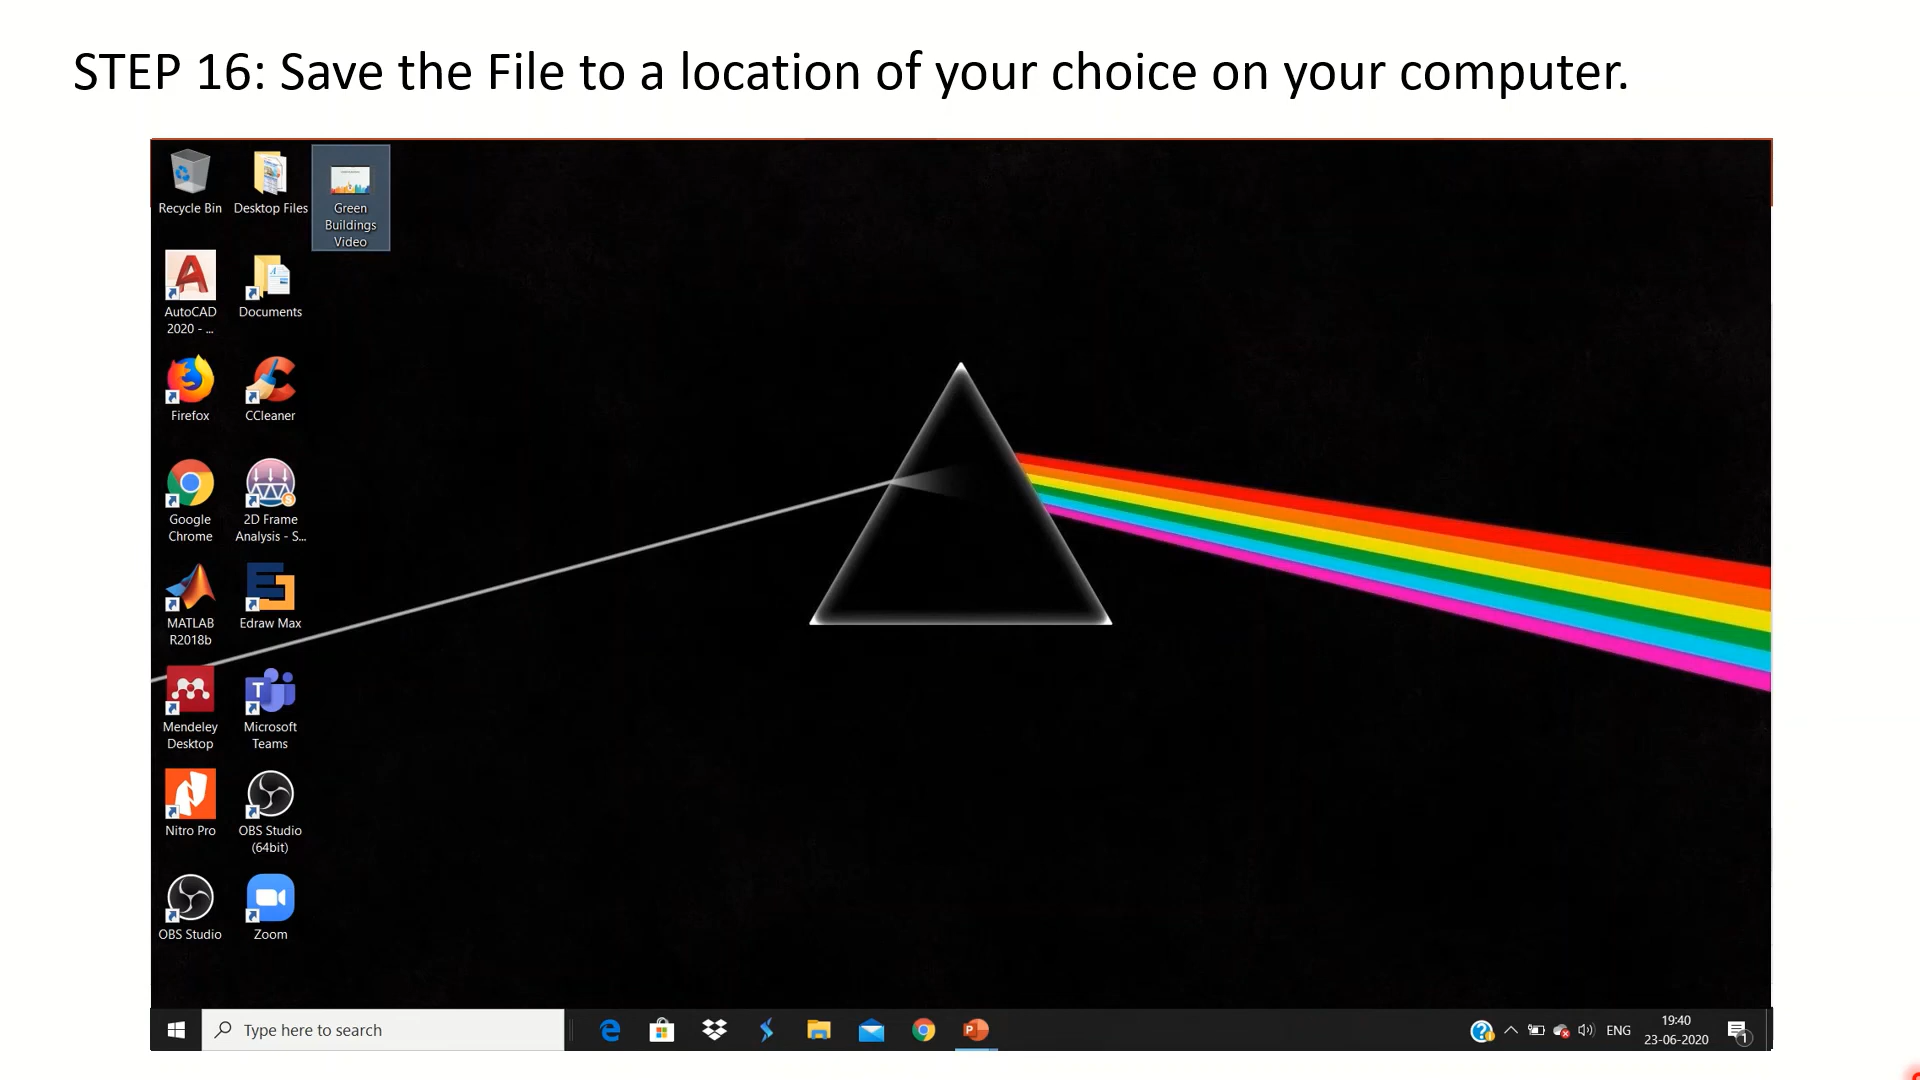 STEP 16: Save the File to a location of your choice on your computer.
Recycle Bin
Desktop Files
Green
Buildings
Video
AutoCAD
2020 - ...
Documents
Firefox
CCleaner
Google
Chrome
2D Frame
Analysis - S...
MATLAB
R2018b
Edraw Max
Mendeley
Desktop
Microsoft
Teams
Nitro Pro
OBS Studio
(64bit)
OBS Studio
Zoom
Type here to search
ENG
19:40
23-06-2020
1